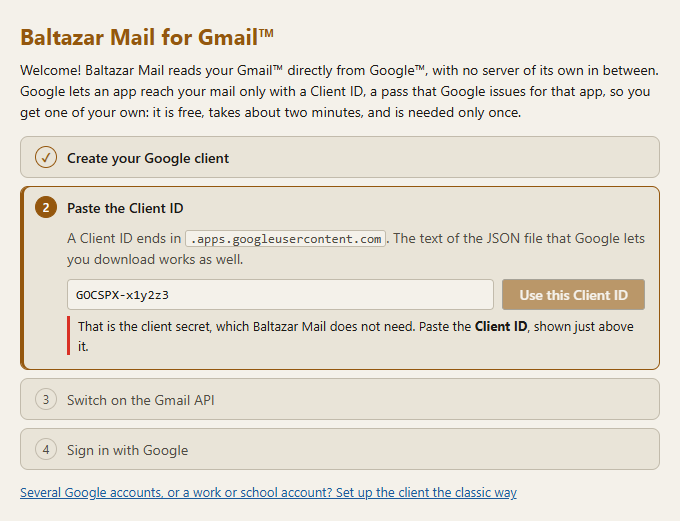 Baltazar Mail for Gmail™
Welcome! Baltazar Mail reads your Gmail™ directly from Google™, with no server of its own in between.
Google lets an app reach your mail only with a Client ID, a pass that Google issues for that app, so you
get one of your own: it is free, takes about two minutes, and is needed only once.
✓ Create your Google client
2 Paste the Client ID
A Client ID ends in .apps.googleusercontent.com. The text of the JSON file that Google lets
you download works as well.
GOCSPX-x1y2z3 Use this Client ID
That is the client secret, which Baltazar Mail does not need. Paste the Client ID, shown just above
it.
3 Switch on the Gmail API
4 Sign in with Google
Several Google accounts, or a work or school account? Set up the client the classic way